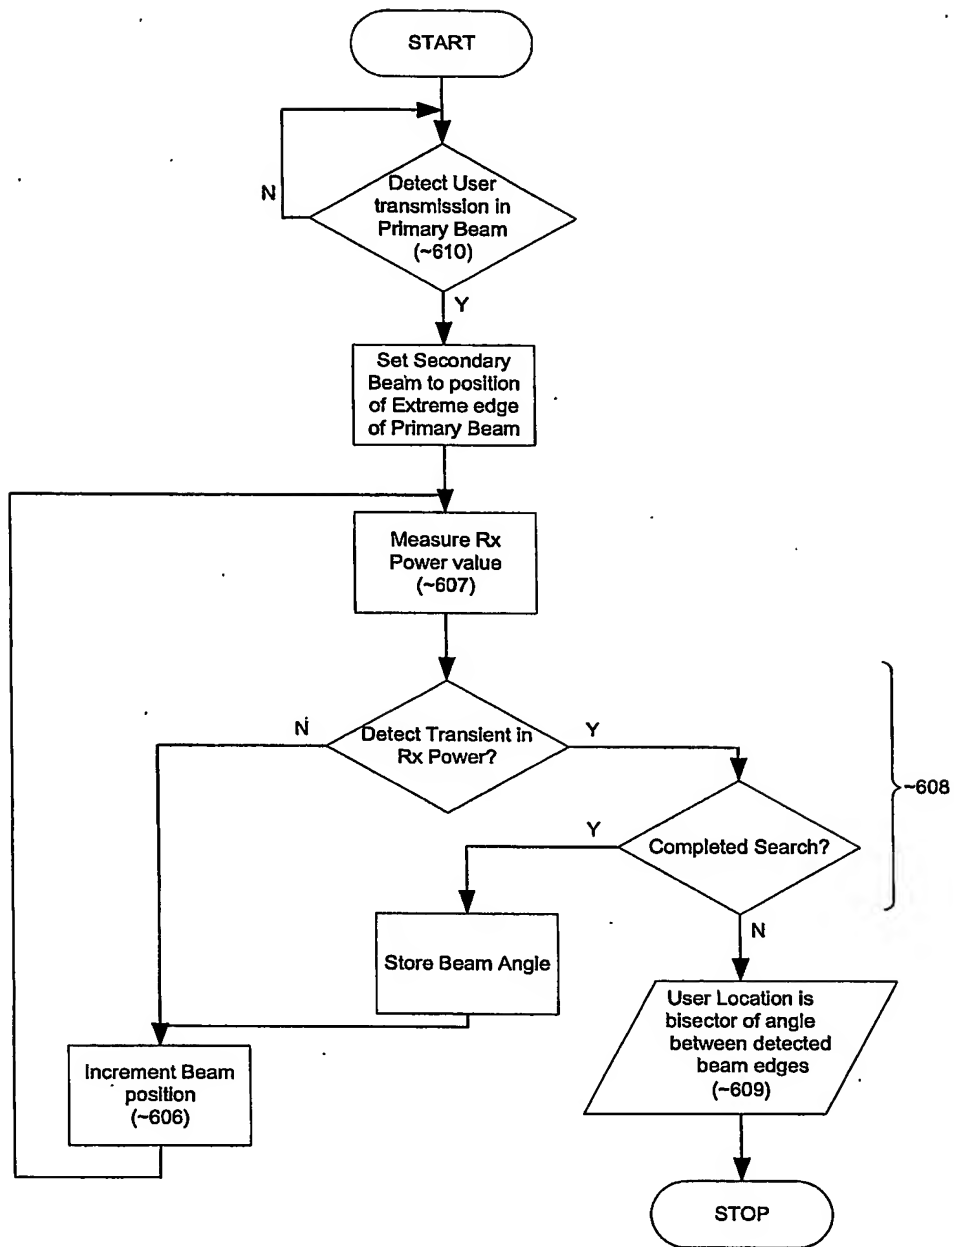 START
N
Detect User
transmission in
Primary Beam
(~610)
Y
Set Secondary
Beam to position
of Extreme edge
of Primary Beam
Measure Rx
Power value
(~607)
N
Detect Transient in
Rx Power?
Y
~608
Y
Completed Search?
N
Store Beam Angle
User Location is
bisector of angle
between detected
beam edges
(~609)
Increment Beam
position
(~606)
STOP